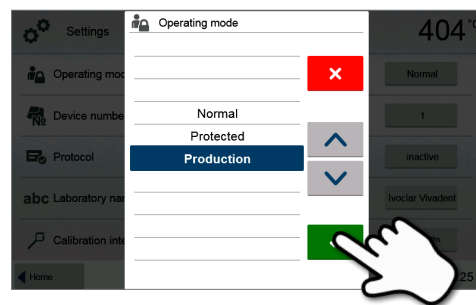 Settings
Operating mode
404 °C
Operating mod
Normal
Device numbe
1
Protocol
inactive
abc Laboratory nam
Ivoclar Vivadent
Calibration inte
Normal
Protected
Production
Home
25